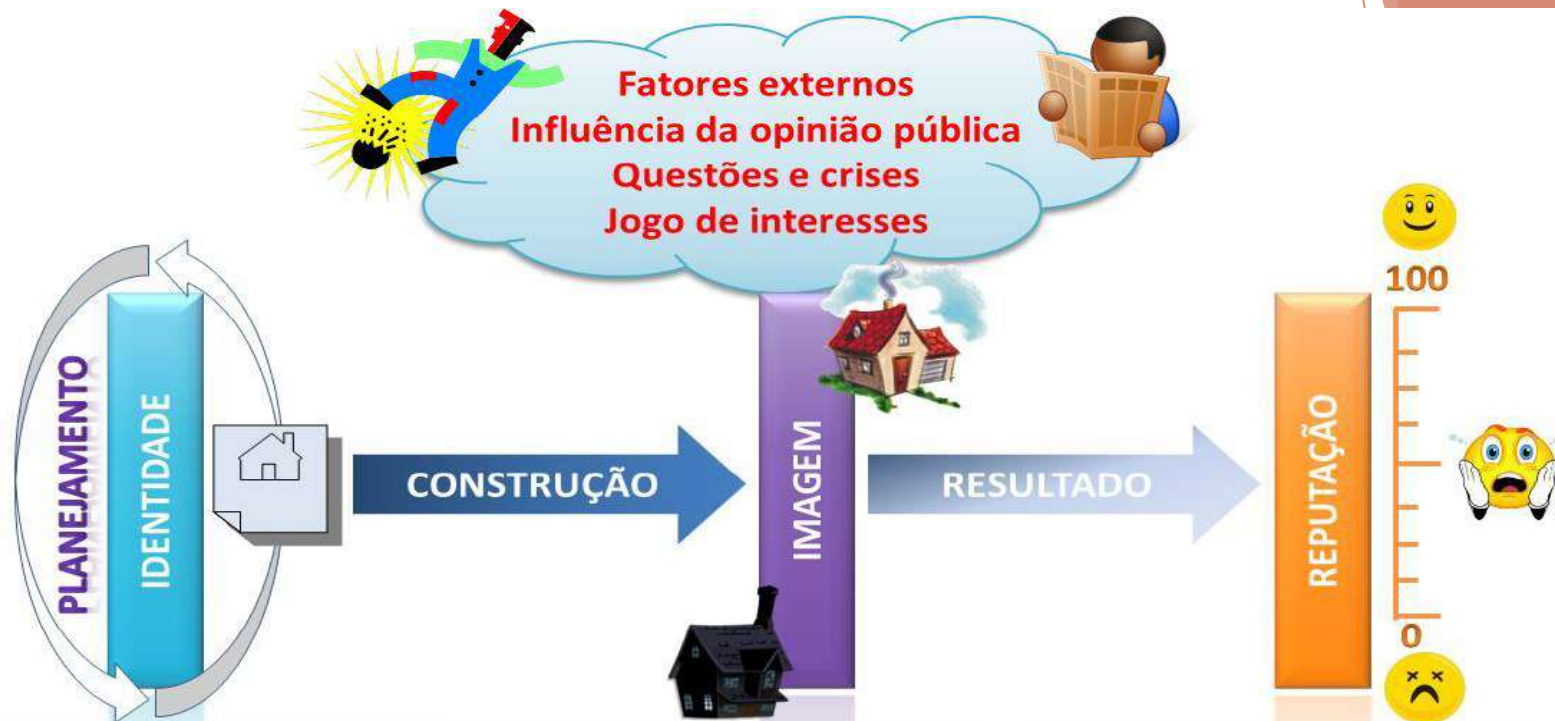 Fatores externos
Influência da opinião pública
Questões e crises
Jogo de interesses
PLANEJAMENTO
IDENTIDADE
CONSTRUÇÃO
IMAGEM
RESULTADO
REPUTAÇÃO
100
0